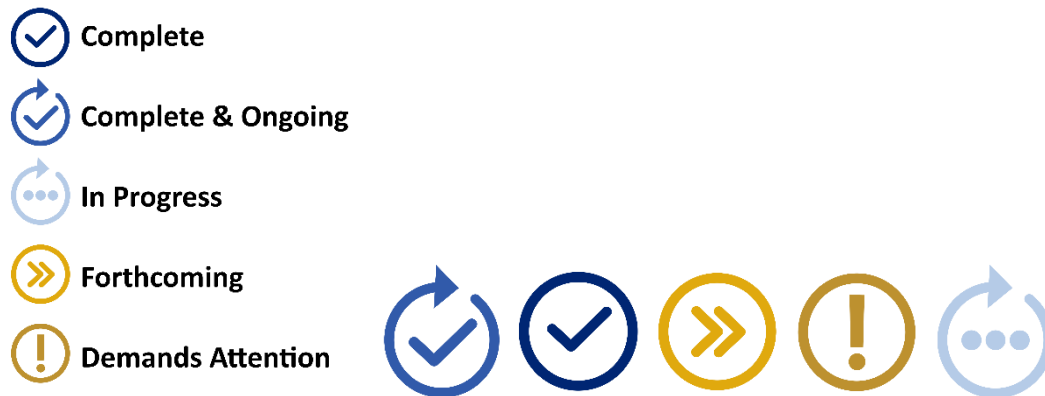 Complete
Complete & Ongoing
In Progress
Forthcoming
Demands Attention